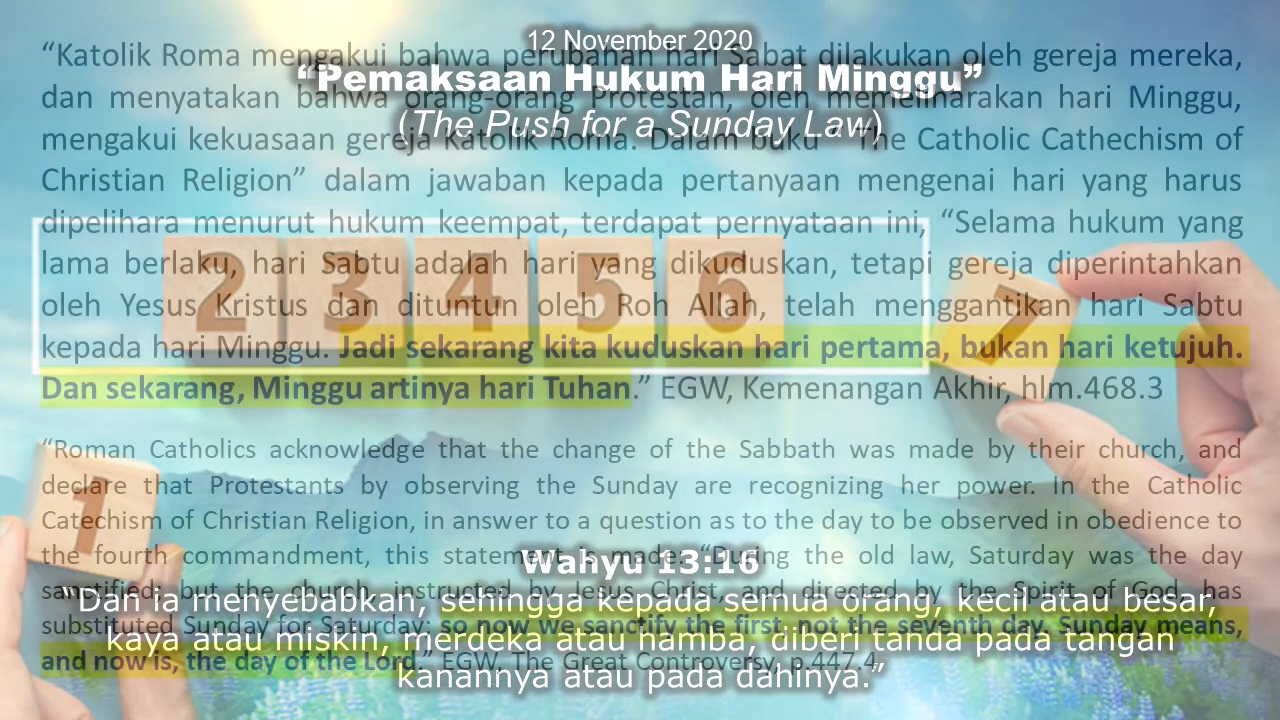 12 November 2020
“Pemaksaan Hukum Hari Minggu”
(The Push for a Sunday Law)
“Katolik Roma mengakui bahwa perubahan hari Sabat dilakukan oleh gereja mereka,
dan menyatakan bahwa orang-orang Protestan, oleh memeliharakan hari Minggu,
mengakui kekuasaan gereja Katolik Roma. Dalam buku “The Catholic Cathechism of
Christian Religion” dalam jawaban kepada pertanyaan mengenai hari yang harus
dipelihara menurut hukum keempat, terdapat pernyataan ini, “Selama hukum yang
lama berlaku, hari Sabtu adalah hari yang dikuduskan, tetapi gereja diperintahkan
oleh Yesus Kristus dan dituntun oleh Roh Allah, telah menggantikan hari Sabtu
kepada hari Minggu. Jadi sekarang kita kuduskan hari pertama, bukan hari ketujuh.
Dan sekarang, Minggu artinya hari Tuhan.” EGW, Kemenangan Akhir, hlm.468.3
2 3 4 5 6 7
1
“Roman Catholics acknowledge that the change of the Sabbath was made by their church, and
declare that Protestants by observing the Sunday are recognizing her power. In the Catholic
Catechism of Christian Religion, in answer to a question as to the day to be observed in obedience to
the fourth commandment, this statement is made: “During the old law, Saturday was the day
sanctified; but the church, instructed by Jesus Christ, and directed by the Spirit of God, has
substituted Sunday for Saturday; so now we sanctify the first, not the seventh day. Sunday means,
and now is, the day of the Lord.” EGW, The Great Controversy, p.447.4
Wahyu 13:16
“Dan ia menyebabkan, sehingga kepada semua orang, kecil atau besar,
kaya atau miskin, merdeka atau hamba, diberi tanda pada tangan
kanannya atau pada dahinya.”